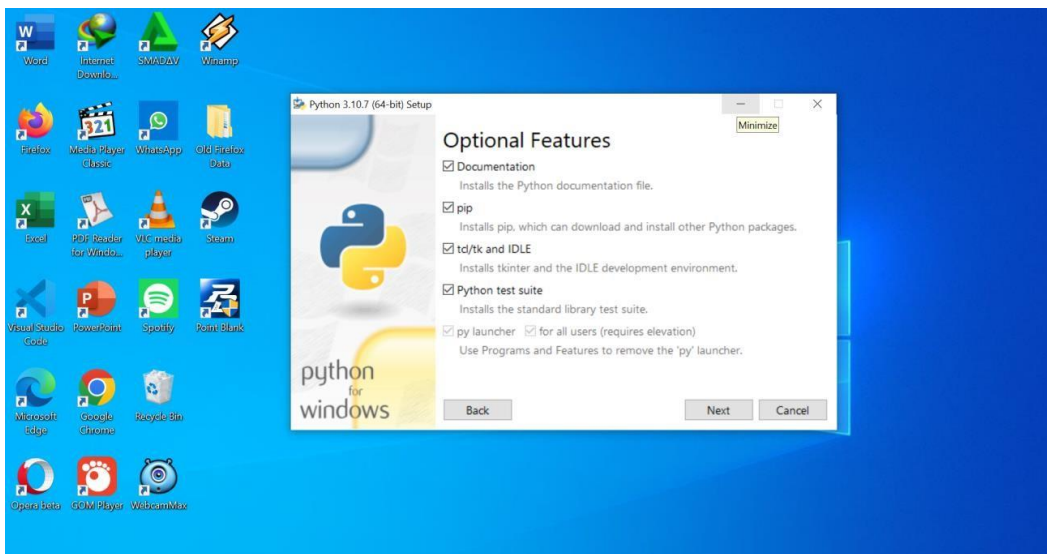 Word
Internet
Downlo...
SMADAV
Winamp
Firefox
Media Player
Classic
WhatsApp
Old Firefox
Data
Excel
PDF Reader
for Windo...
VLC media
player
Steam
Visual Studio
Code
PowerPoint
Spotify
Point Blank
Microsoft
Edge
Google
Chrome
Recycle Bin
Opera beta
GOM Player
WebcamMax
321
Python 3.10.7 (64-bit) Setup
Minimize
Optional Features
Documentation
Installs the Python documentation file.
pip
Installs pip, which can download and install other Python packages.
tcl/tk and IDLE
Installs tkinter and the IDLE development environment.
Python test suite
Installs the standard library test suite.
py launcher for all users (requires elevation)
Use Programs and Features to remove the 'py' launcher.
python
for
windows
Back Next Cancel